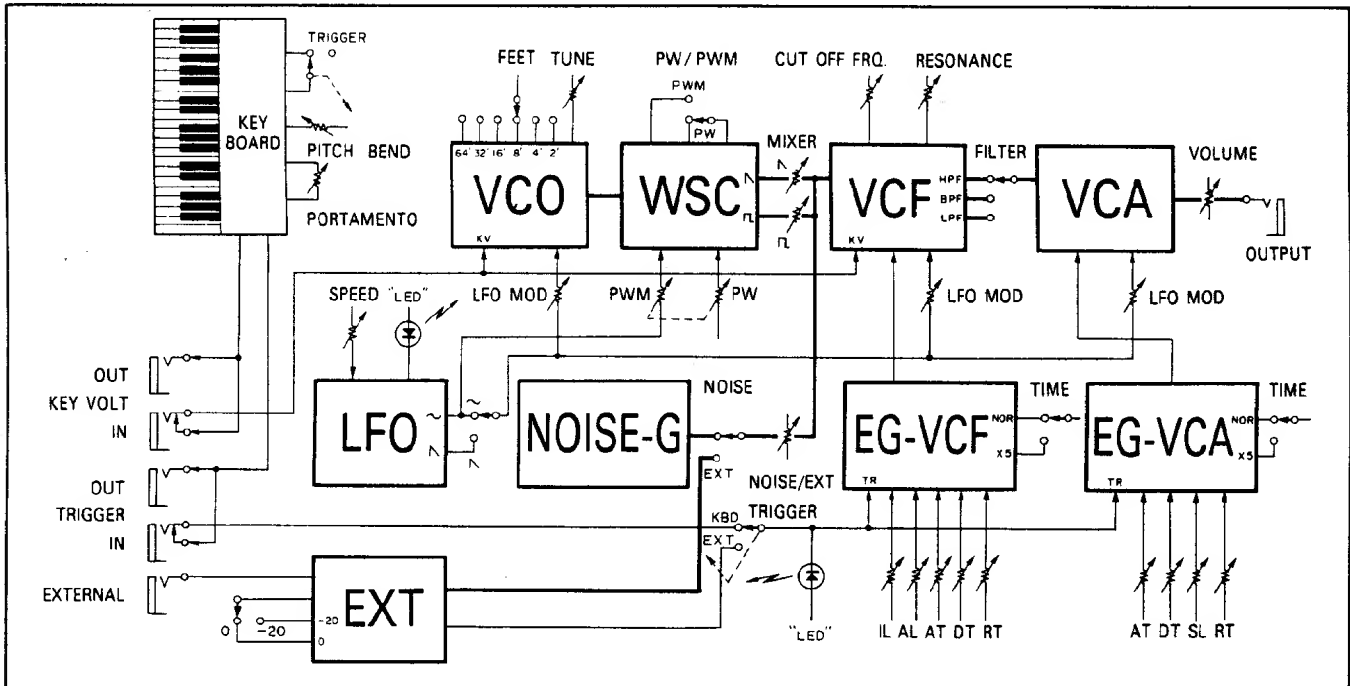 TRIGGER
KEY
BOARD
PITCH BEND
PORTAMENTO
FEET
TUNE
64' 32' 16' 8' 4' 2'
VCO
KV
PW/PWM
PWM
PW
WSC
MIXER
CUT OFF FRQ.
RESONANCE
VCF
KV
HPF
BPF
LPF
FILTER
VCA
VOLUME
OUTPUT
SPEED
"LED"
LFO MOD
PWM
PW
LFO MOD
LFO MOD
OUT
KEY VOLT
IN
OUT
TRIGGER
IN
EXTERNAL
LFO
NOISE-G
NOISE
EXT
NOISE/EXT
EG-VCF
NOR
X5
TR
TIME
EG-VCA
NOR
X5
TR
TIME
KBD
EXT
TRIGGER
"LED"
EXT
-20
0
0
-20
IL AL AT DT RT
AT DT SL RT